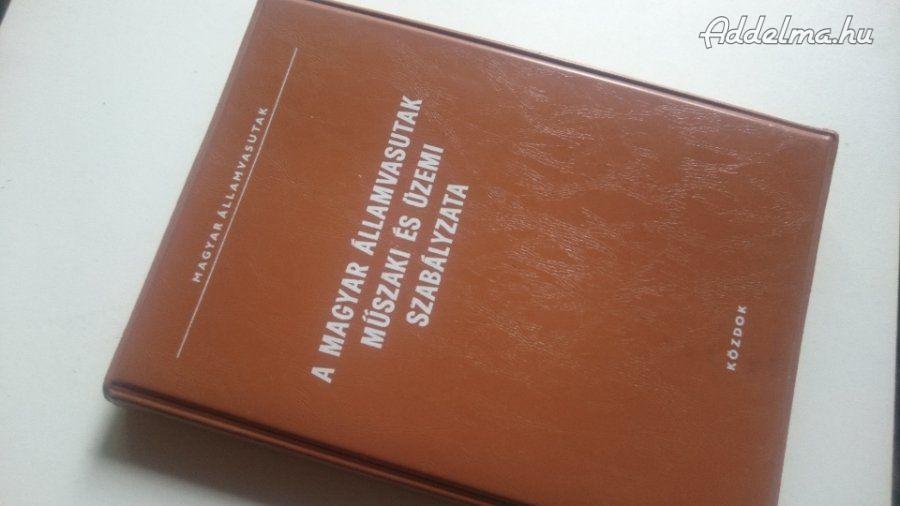 MAGYAR ÁLLAMVASUTAK
A MAGYAR ÁLLAMVASUTAK
MŰSZAKI ÉS ÜZEMI
SZABÁLYZATA
KÖZDOK
Addelma.hu